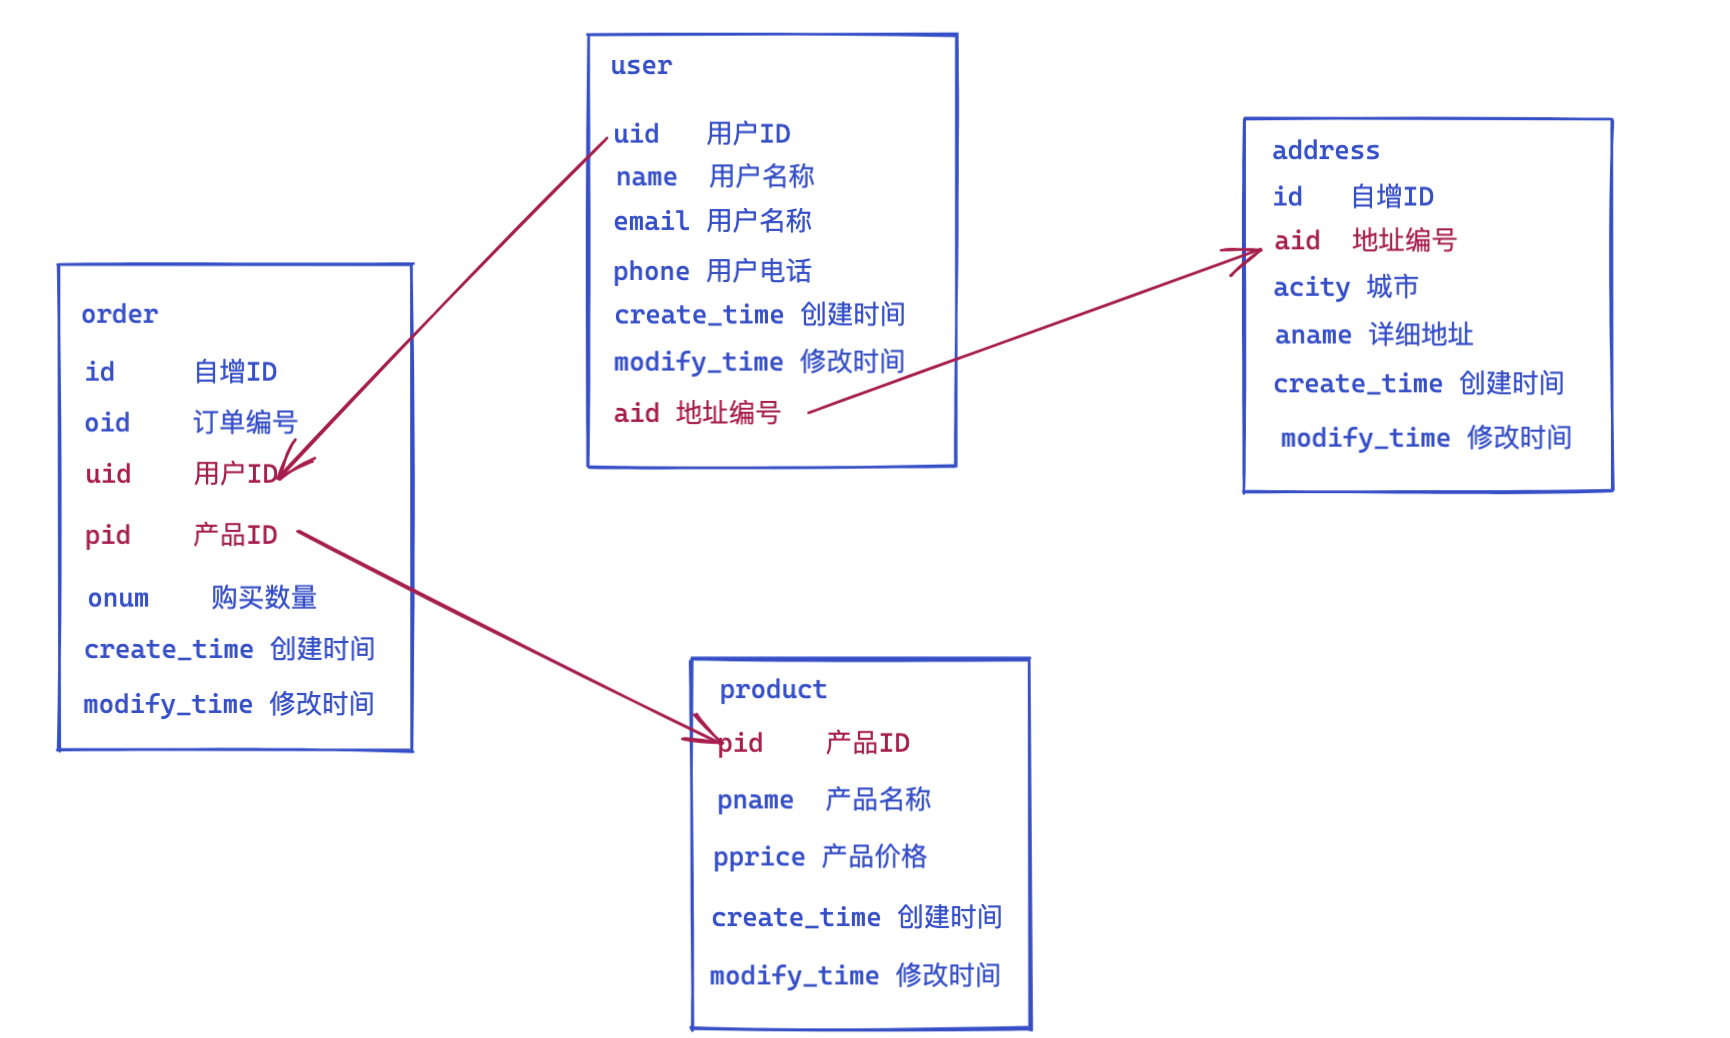 user
uid 用户ID
name 用户名称
email 用户名称
phone 用户电话
create_time 创建时间
modify_time 修改时间
aid 地址编号
address
id 自增ID
aid 地址编号
acity 城市
aname 详细地址
create_time 创建时间
modify_time 修改时间
order
id 自增ID
oid 订单编号
uid 用户ID
pid 产品ID
onum 购买数量
create_time 创建时间
modify_time 修改时间
product
pid 产品ID
pname 产品名称
pprice 产品价格
create_time 创建时间
modify_time 修改时间